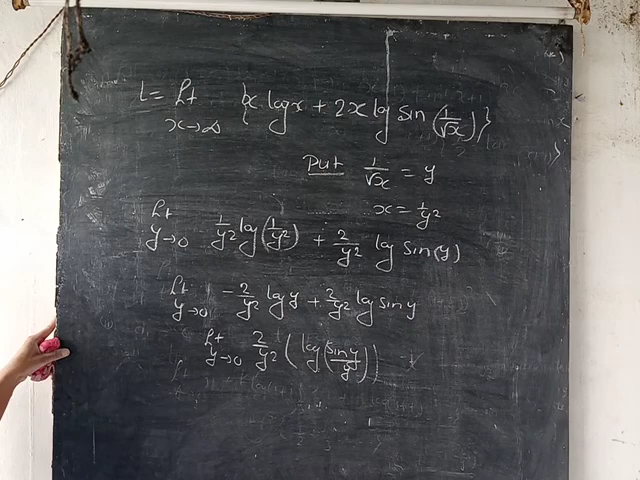 l = Lt x→∞ {x log x + 2x log sin (1/√x)}
Put 1/√x = y
x = 1/y²
Lt y→0 1/y² log (1/y²) + 2/y² log sin(y)
Lt y→0 -2/y² log y + 2/y² log sin y
Lt y→0 2/y² (log (sin y/y))